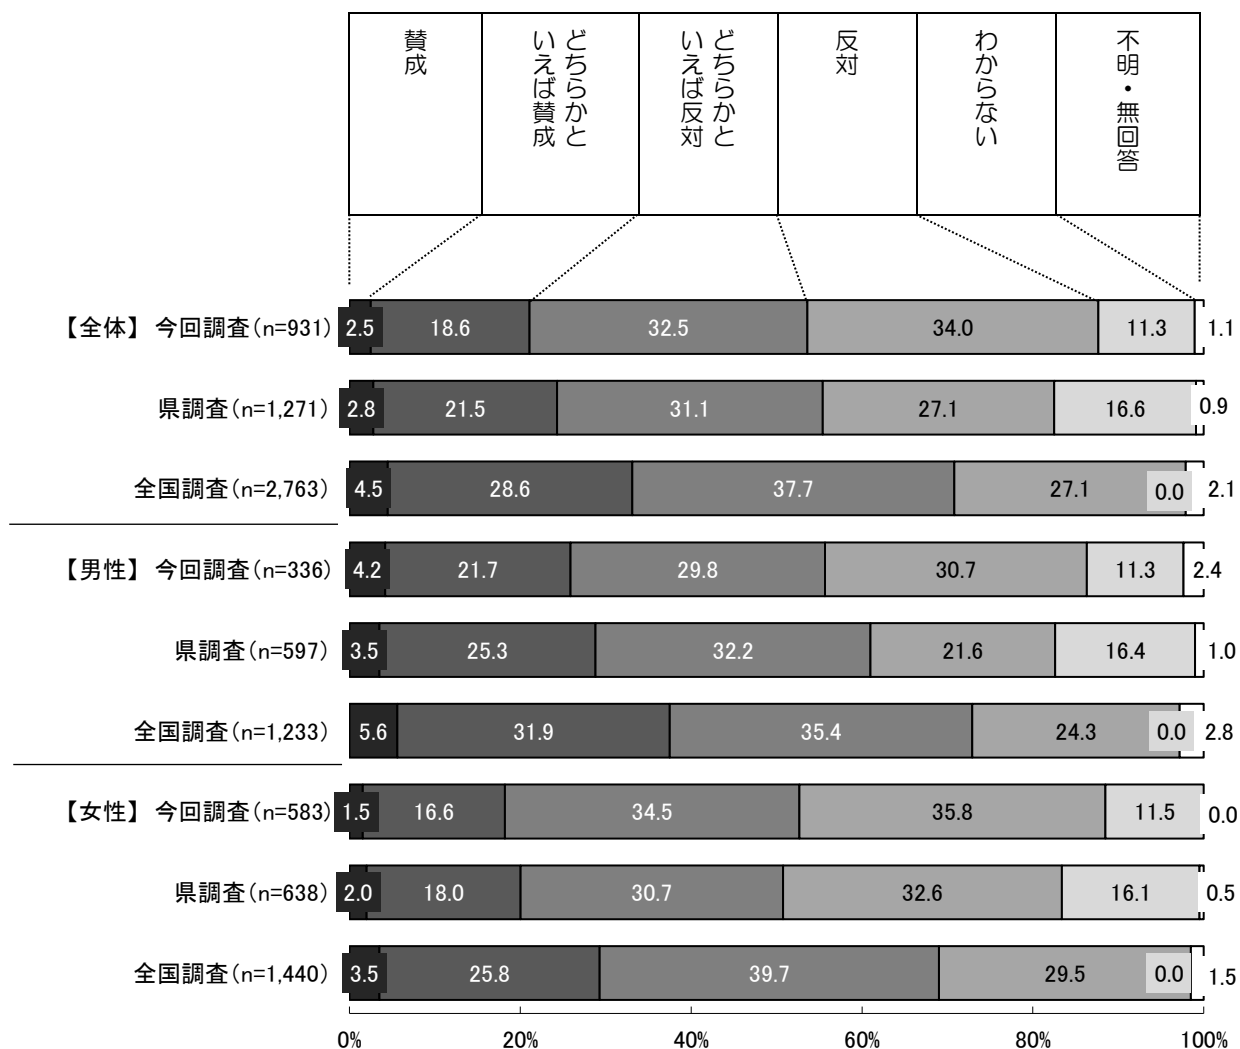 賛成
どちらかと
いえば賛成
どちらかと
いえば反対
反対
わからない
不明・無回答
【全体】 今回調査(n=931) 2.5 18.6 32.5 34.0 11.3 1.1
県調査(n=1,271) 2.8 21.5 31.1 27.1 16.6 0.9
全国調査(n=2,763) 4.5 28.6 37.7 27.1 0.0 2.1
【男性】 今回調査(n=336) 4.2 21.7 29.8 30.7 11.3 2.4
県調査(n=597) 3.5 25.3 32.2 21.6 16.4 1.0
全国調査(n=1,233) 5.6 31.9 35.4 24.3 0.0 2.8
【女性】 今回調査(n=583) 1.5 16.6 34.5 35.8 11.5 0.0
県調査(n=638) 2.0 18.0 30.7 32.6 16.1 0.5
全国調査(n=1,440) 3.5 25.8 39.7 29.5 0.0 1.5
0% 20% 40% 60% 80% 100%